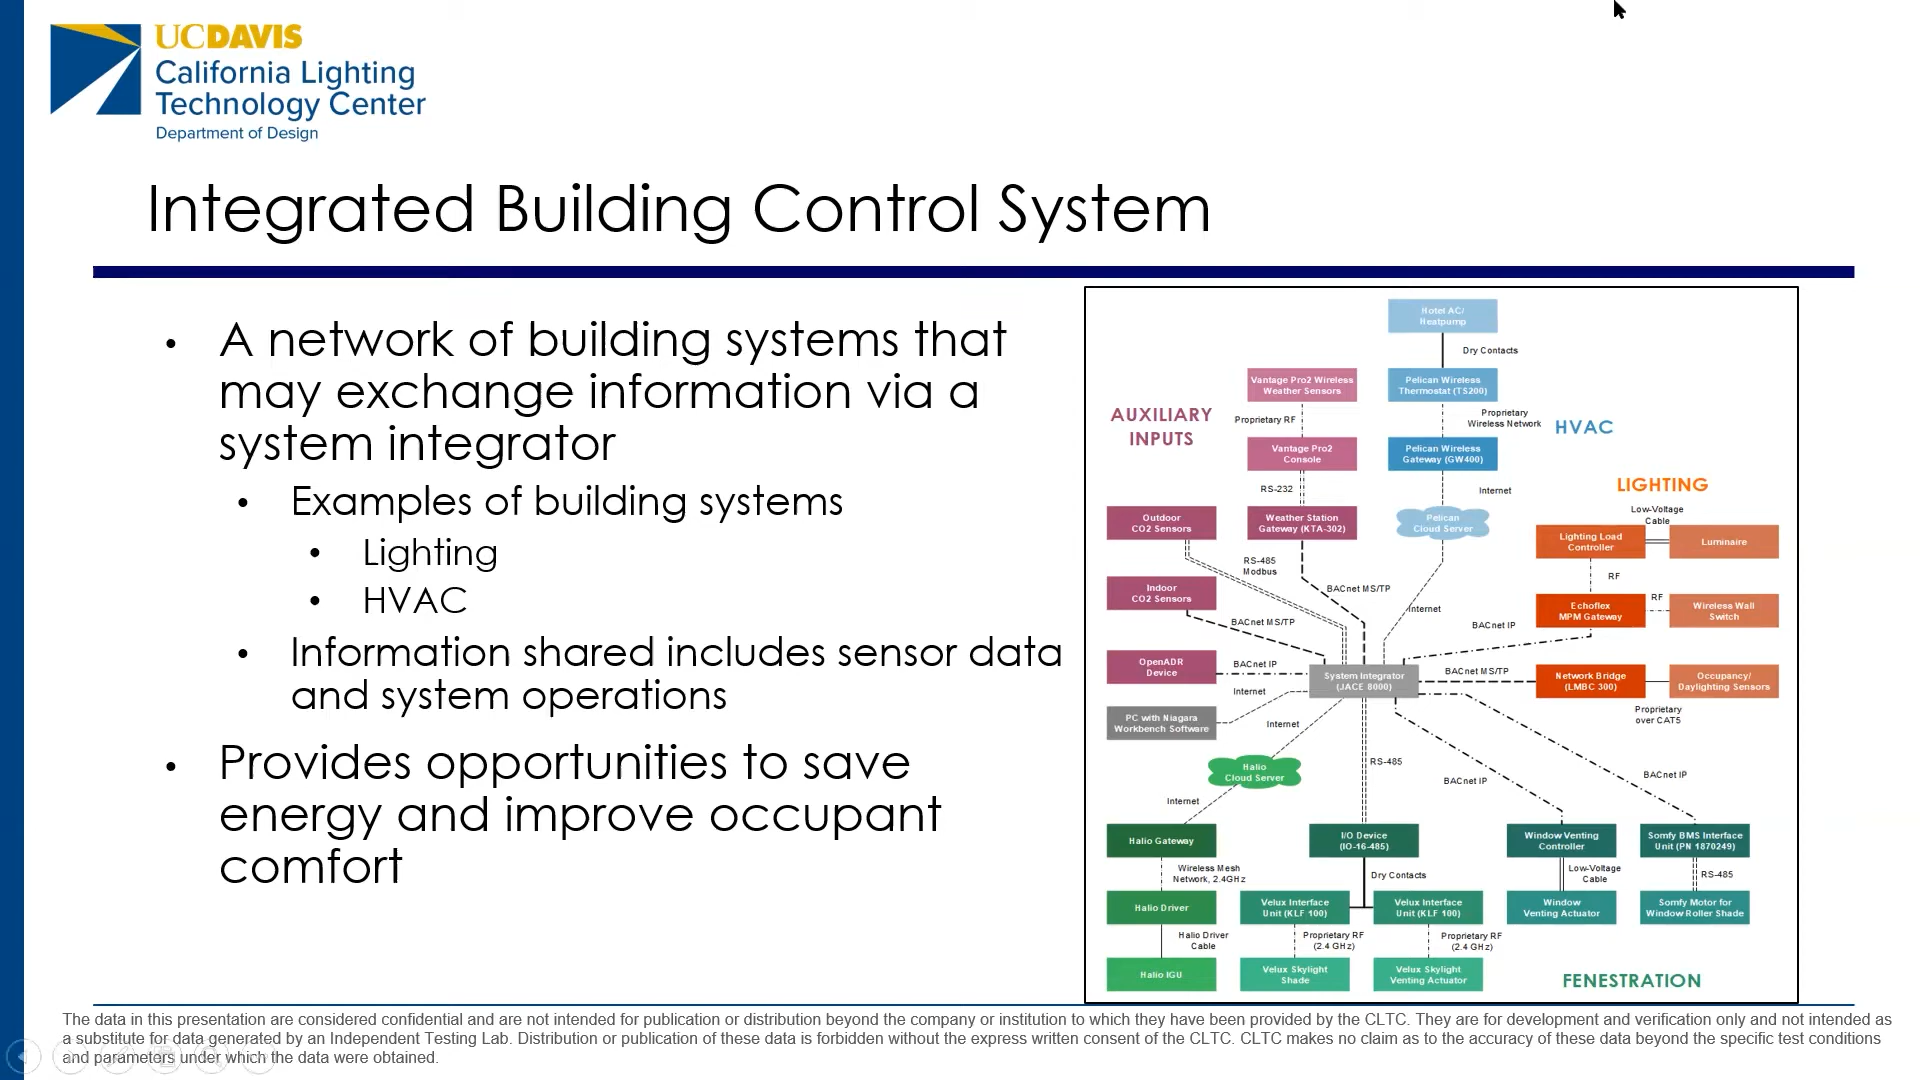 UCDAVIS
California Lighting
Technology Center
Department of Design
Integrated Building Control System
• A network of building systems that
may exchange information via a
system integrator
• Examples of building systems
• Lighting
• HVAC
• Information shared includes sensor data
and system operations
• Provides opportunities to save
energy and improve occupant
comfort
Hotel AC/
Heatpump
Dry Contacts
Vantage Pro2 Wireless
Weather Sensors
Pelican Wireless
Thermostat (TS200)
AUXILIARY
INPUTS
Proprietary RF
Proprietary
Wireless Network
HVAC
Vantage Pro2
Console
Pelican Wireless
Gateway (GW400)
RS-232
Internet
LIGHTING
Outdoor
CO2 Sensors
Weather Station
Gateway (KTA-302)
Pelican
Cloud Server
Low-Voltage
Cable
Lighting Load
Controller
Luminaire
RS-485
Modbus
RF
Indoor
CO2 Sensors
BACnet MS/TP
Internet
Echoflex
MPM Gateway
RF
Wireless Wall
Switch
BACnet MS/TP
BACnet IP
OpenADR
Device
BACnet IP
System Integrator
(JACE 8000)
BACnet MS/TP
Network Bridge
(LMBC 300)
Occupancy/
Daylighting Sensors
Internet
Proprietary
over CAT5
PC with Niagara
Workbench Software
Internet
Halio
Cloud Server
RS-485
BACnet IP
BACnet IP
Internet
Halio Gateway
I/O Device
(IO-16-485)
Window Venting
Controller
Somfy BMS Interface
Unit (PN 1870249)
Wireless Mesh
Network, 2.4GHz
Dry Contacts
Low-Voltage
Cable
RS-485
Halio Driver
Velux Interface
Unit (KLF 100)
Velux Interface
Unit (KLF 100)
Window
Venting Actuator
Somfy Motor for
Window Roller Shade
Halio Driver
Cable
Proprietary RF
(2.4 GHz)
Proprietary RF
(2.4 GHz)
Halio IGU
Velux Skylight
Shade
Velux Skylight
Venting Actuator
FENESTRATION
The data in this presentation are considered confidential and are not intended for publication or distribution beyond the company or institution to which they have been provided by the CLTC. They are for development and verification only and not intended as
a substitute for data generated by an Independent Testing Lab. Distribution or publication of these data is forbidden without the express written consent of the CLTC. CLTC makes no claim as to the accuracy of these data beyond the specific test conditions
and parameters under which the data were obtained.